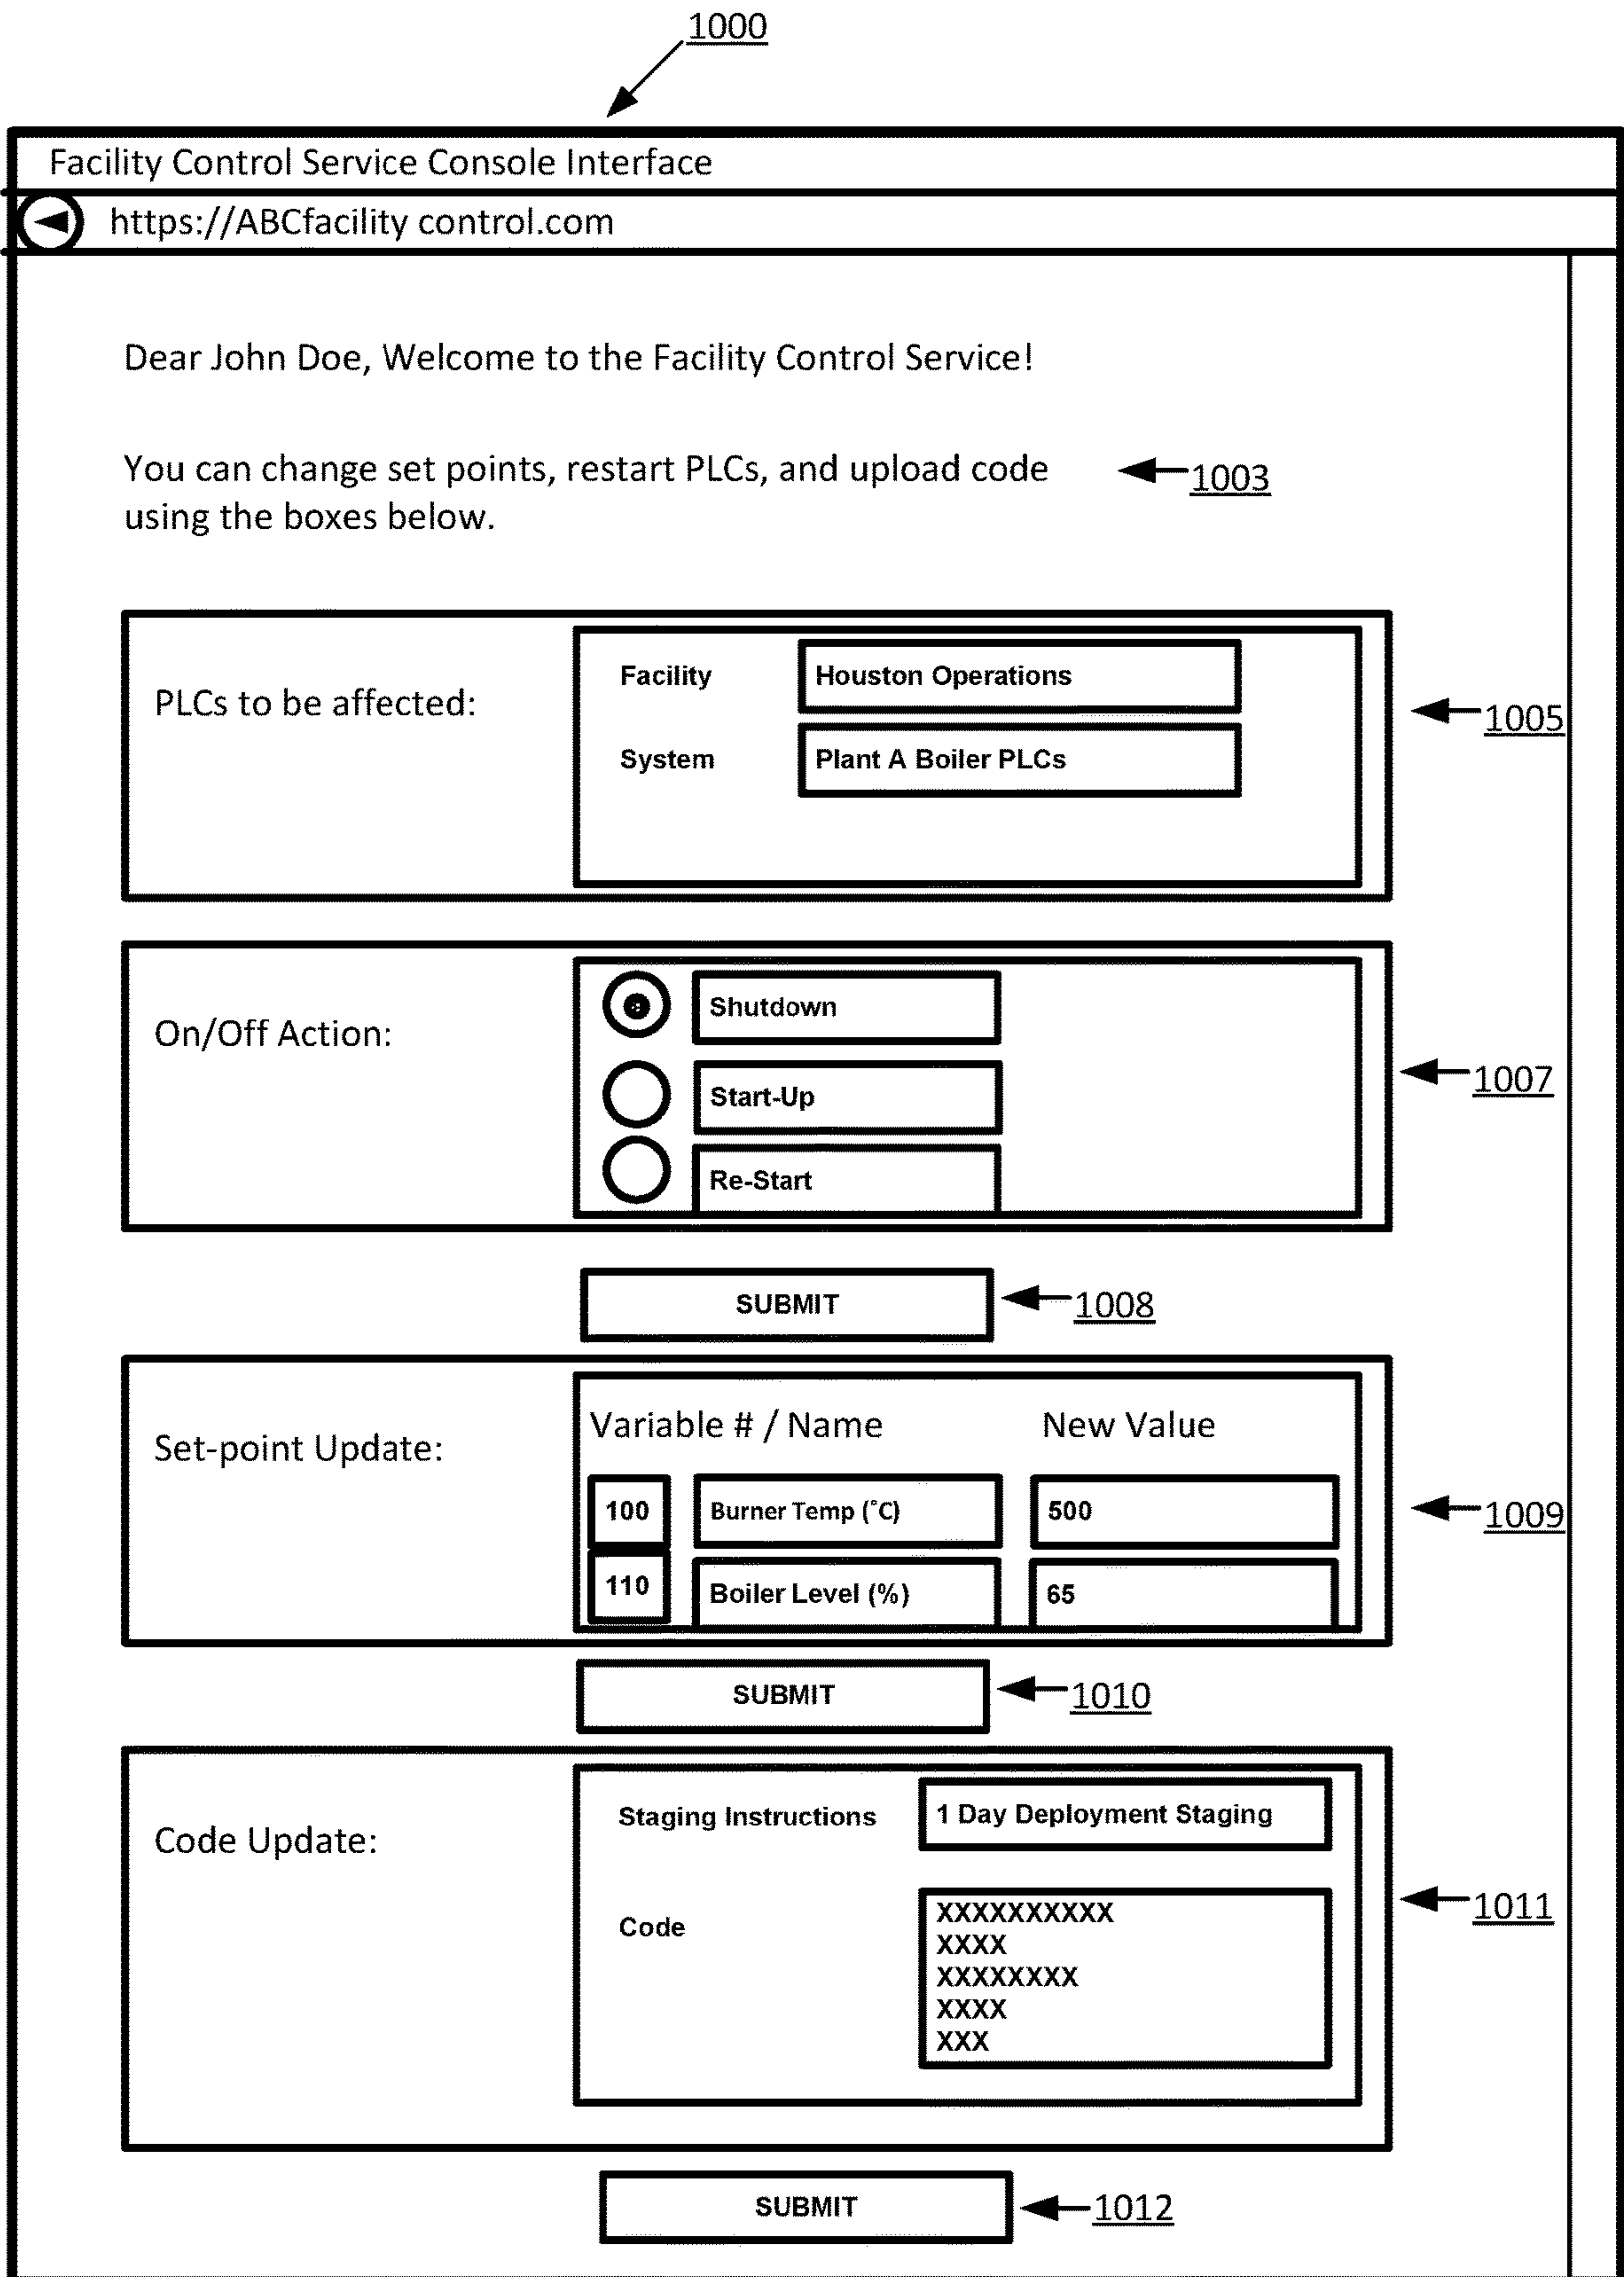 1000
Facility Control Service Console Interface
https://ABCfacility control.com
Dear John Doe, Welcome to the Facility Control Service!
You can change set points, restart PLCs, and upload code
1003
using the boxes below.
PLCs to be affected:
Facility
Houston Operations
System
Plant A Boiler PLCs
1005
On/Off Action:
Shutdown
Start-Up
Re-Start
1007
SUBMIT
1008
Set-point Update:
Variable # / Name
New Value
100
Burner Temp (°C)
500
110
Boiler Level (%)
65
1009
SUBMIT
1010
Code Update:
Staging Instructions
1 Day Deployment Staging
Code
XXXXXXXXXX
XXXX
XXXXXXXX
XXXX
XXX
1011
SUBMIT
1012